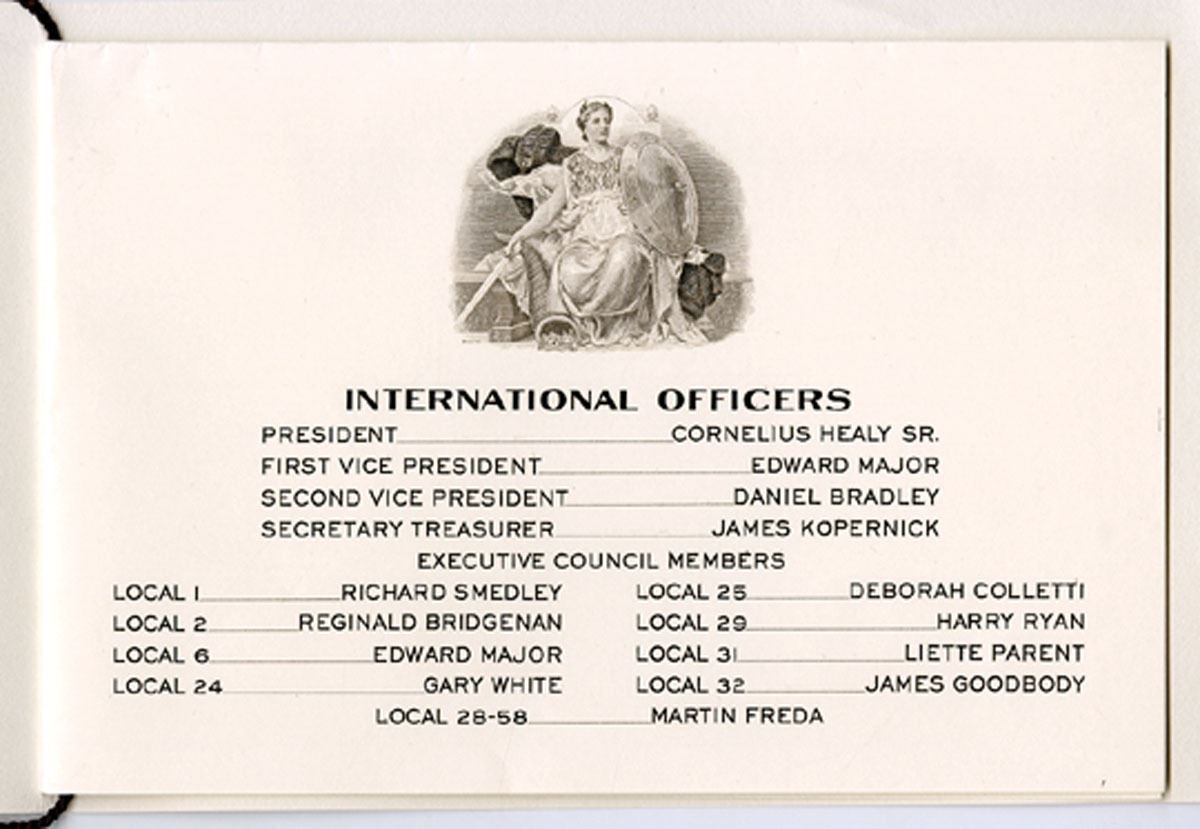 INTERNATIONAL OFFICERS
PRESIDENT CORNELIUS HEALY SR.
FIRST VICE PRESIDENT EDWARD MAJOR
SECOND VICE PRESIDENT DANIEL BRADLEY
SECRETARY TREASURER JAMES KOPERNICK
EXECUTIVE COUNCIL MEMBERS
LOCAL 1 RICHARD SMEDLEY LOCAL 25 DEBORAH COLLETTI
LOCAL 2 REGINALD BRIDGENAN LOCAL 29 HARRY RYAN
LOCAL 6 EDWARD MAJOR LOCAL 31 LIETTE PARENT
LOCAL 24 GARY WHITE LOCAL 32 JAMES GOODBODY
LOCAL 28-58 MARTIN FREDA